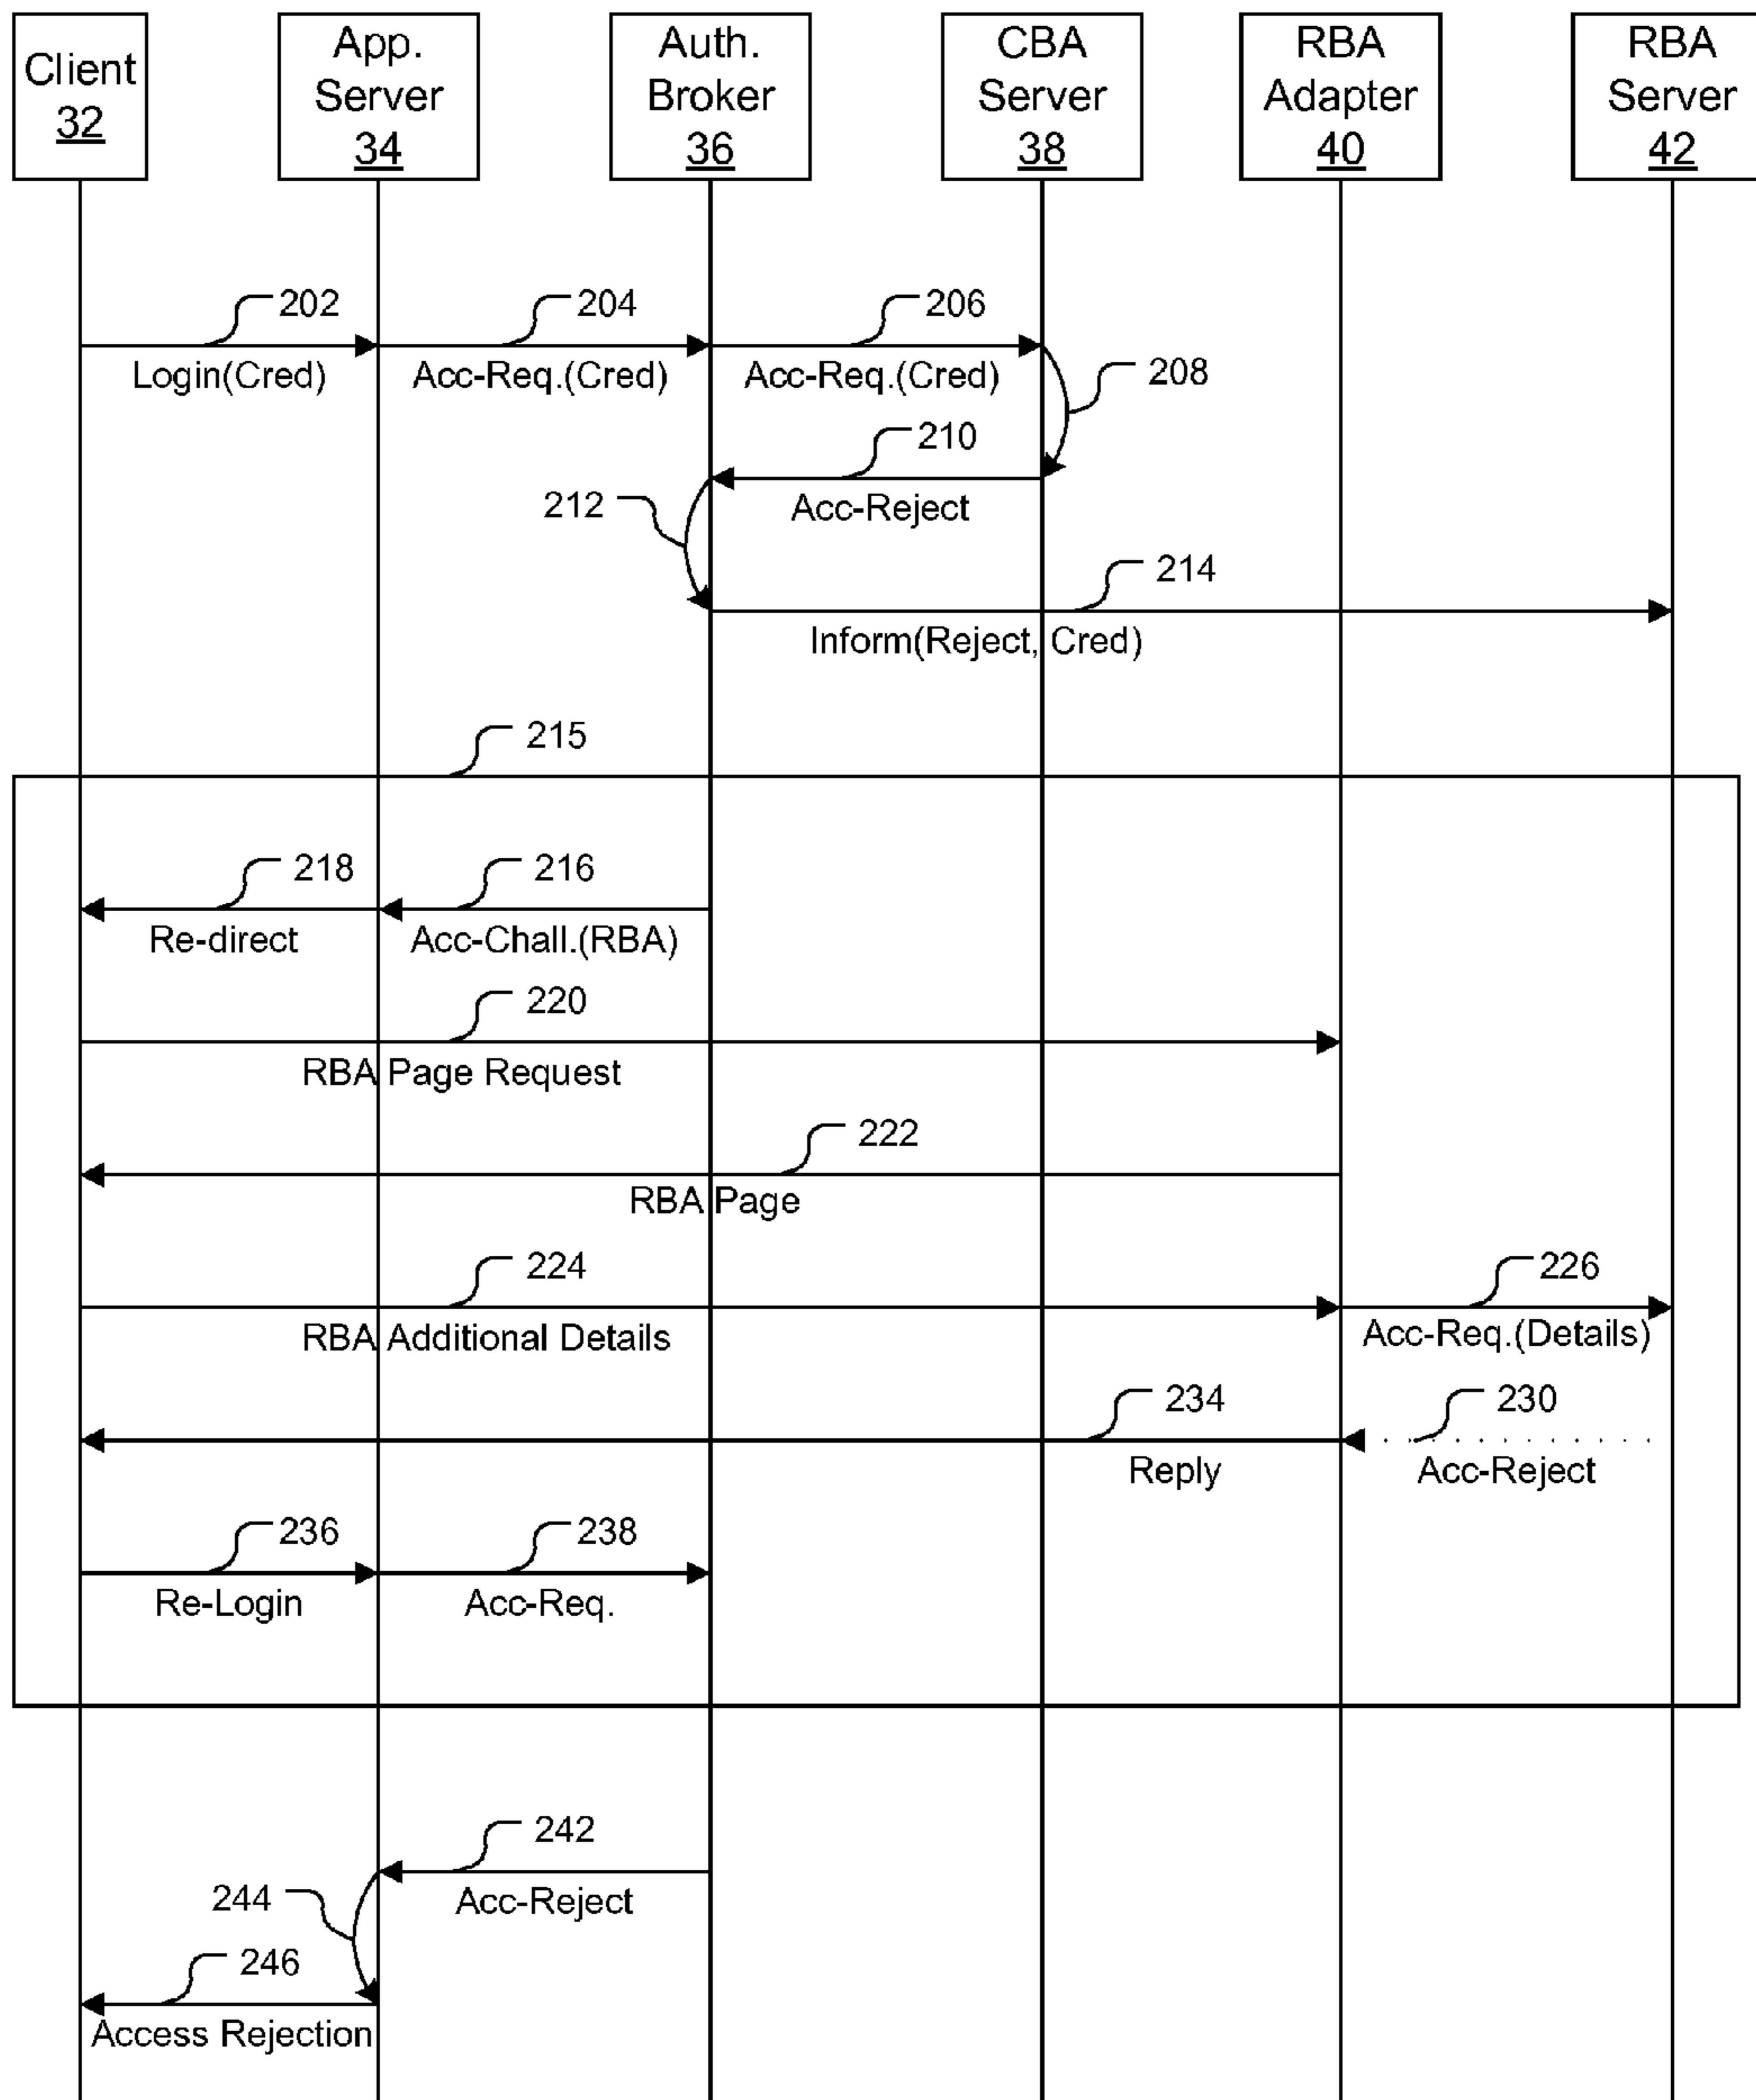 Client
32
App.
Server
34
Auth.
Broker
36
CBA
Server
38
RBA
Adapter
40
RBA
Server
42
202
204
206
Login(Cred)
Acc-Req.(Cred)
Acc-Req.(Cred)
208
210
Acc-Reject
212
214
Inform(Reject, Cred)
215
218
216
Re-direct
Acc-Chall.(RBA)
220
RBA Page Request
222
RBA Page
224
226
RBA Additional Details
Acc-Req.(Details)
234
230
Reply
Acc-Reject
236
238
Re-Login
Acc-Req.
242
Acc-Reject
244
246
Access Rejection